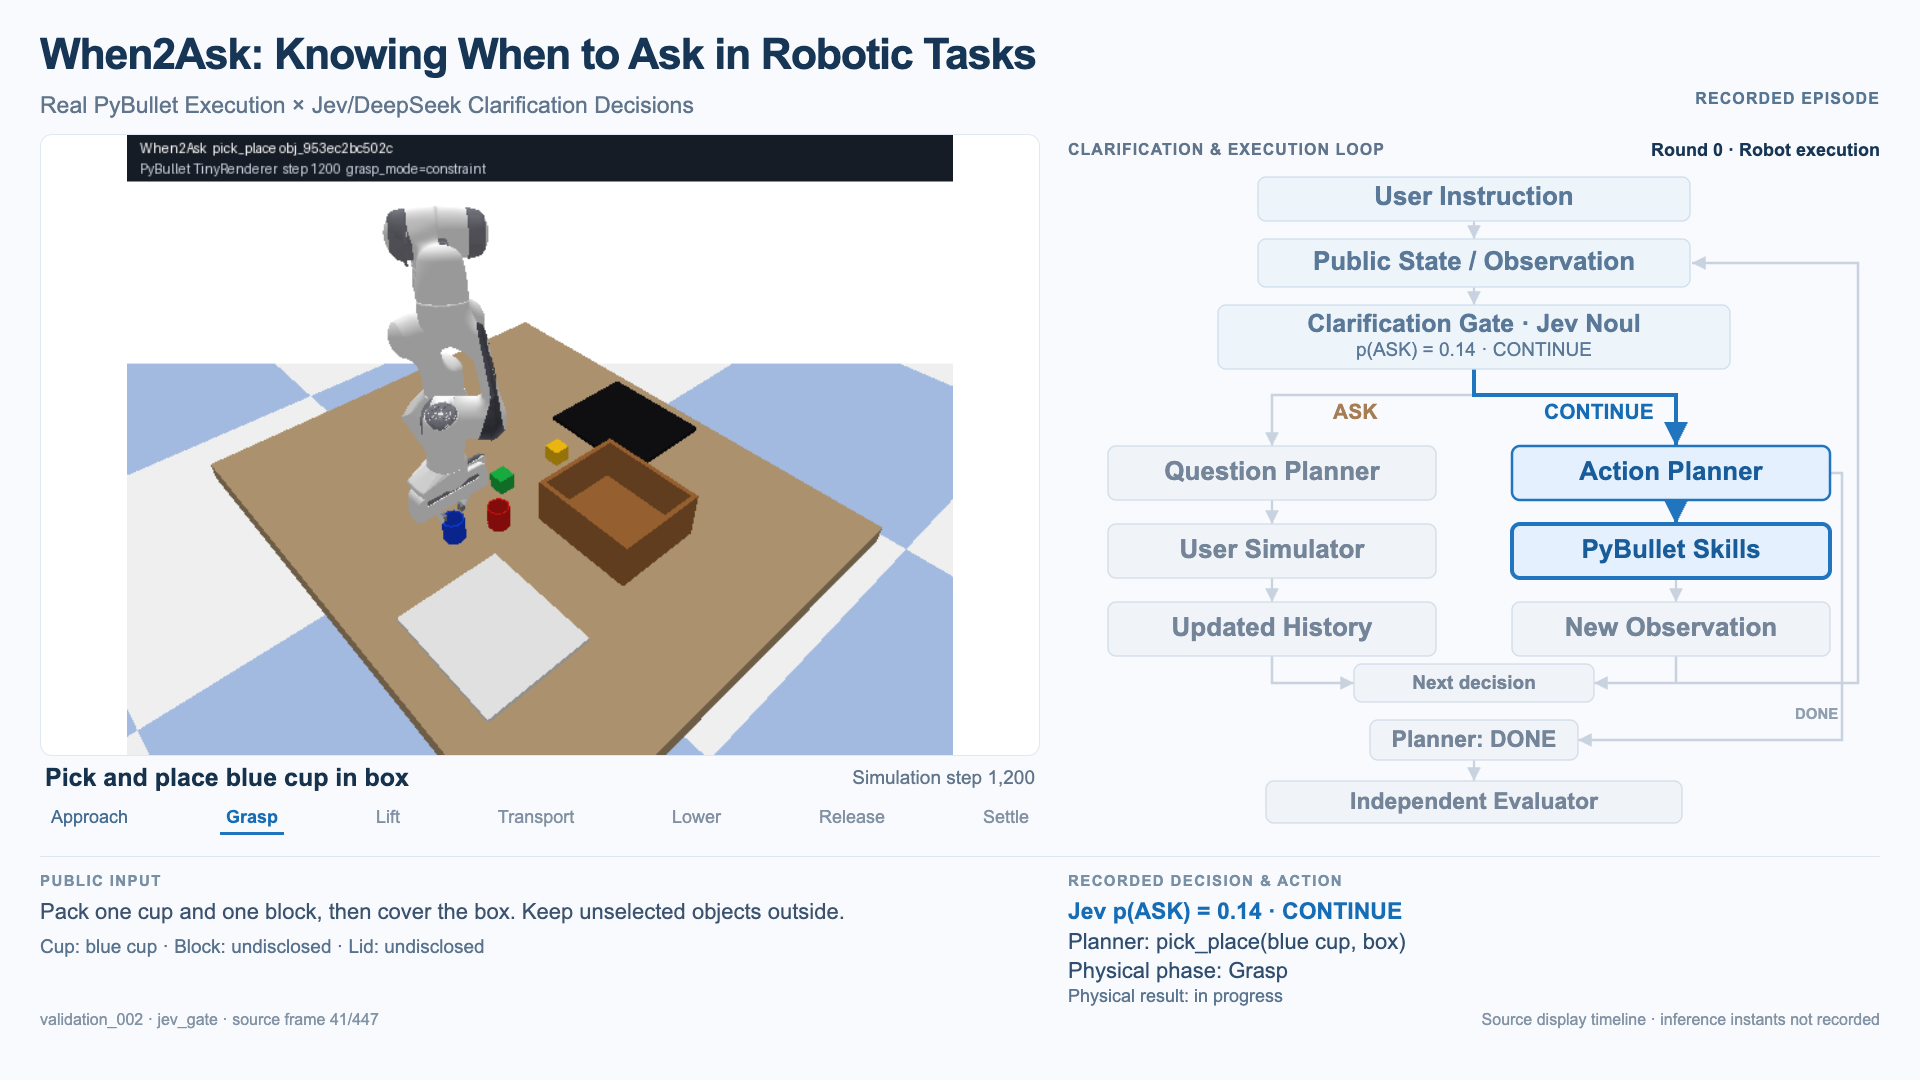 When2Ask: Knowing When to Ask in Robotic Tasks
Real PyBullet Execution × Jev/DeepSeek Clarification Decisions
RECORDED EPISODE
When2Ask pick_place obj_953ec2bc502c
PyBullet TinyRenderer step 1200 grasp_mode=constraint
Pick and place blue cup in box
Simulation step 1,200
Approach
Grasp
Lift
Transport
Lower
Release
Settle
CLARIFICATION & EXECUTION LOOP
Round 0 · Robot execution
User Instruction
Public State / Observation
Clarification Gate · Jev Noul
p(ASK) = 0.14 · CONTINUE
ASK
CONTINUE
Question Planner
Action Planner
User Simulator
PyBullet Skills
Updated History
New Observation
Next decision
DONE
Planner: DONE
Independent Evaluator
PUBLIC INPUT
Pack one cup and one block, then cover the box. Keep unselected objects outside.
Cup: blue cup · Block: undisclosed · Lid: undisclosed
RECORDED DECISION & ACTION
Jev p(ASK) = 0.14 · CONTINUE
Planner: pick_place(blue cup, box)
Physical phase: Grasp
Physical result: in progress
validation_002 · jev_gate · source frame 41/447
Source display timeline · inference instants not recorded